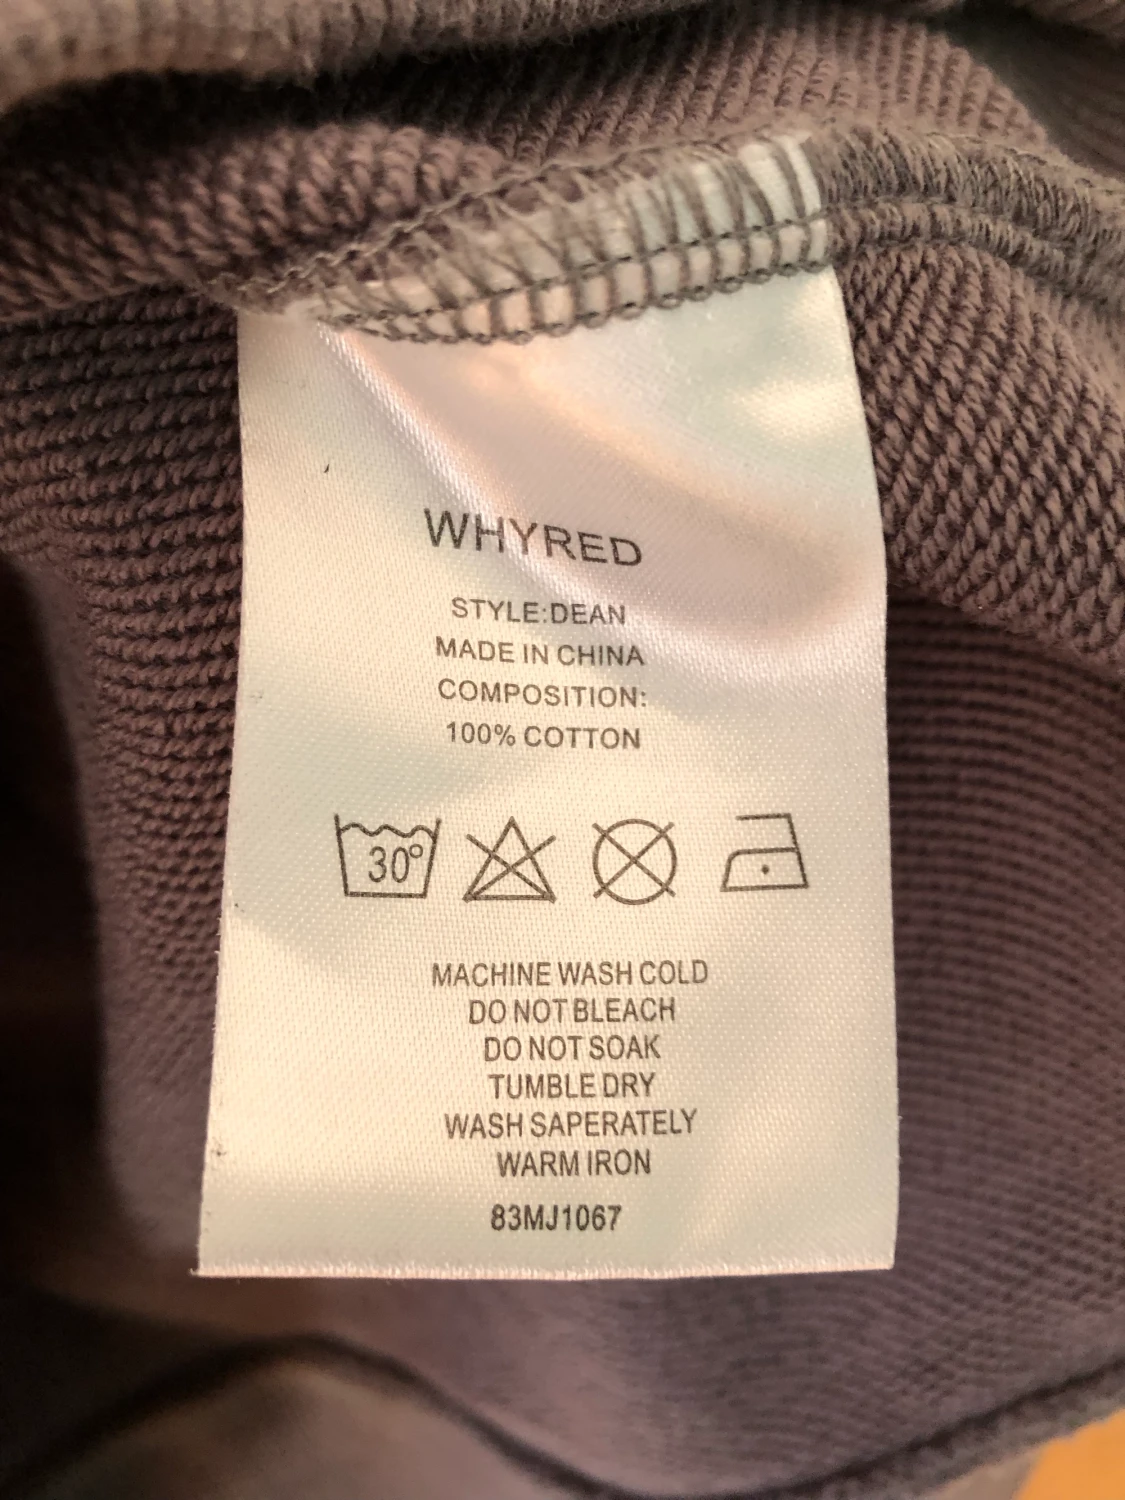 WHYRED
STYLE:DEAN
MADE IN CHINA
COMPOSITION:
100% COTTON
30°
MACHINE WASH COLD
DO NOT BLEACH
DO NOT SOAK
TUMBLE DRY
WASH SAPERATELY
WARM IRON
83MJ1067